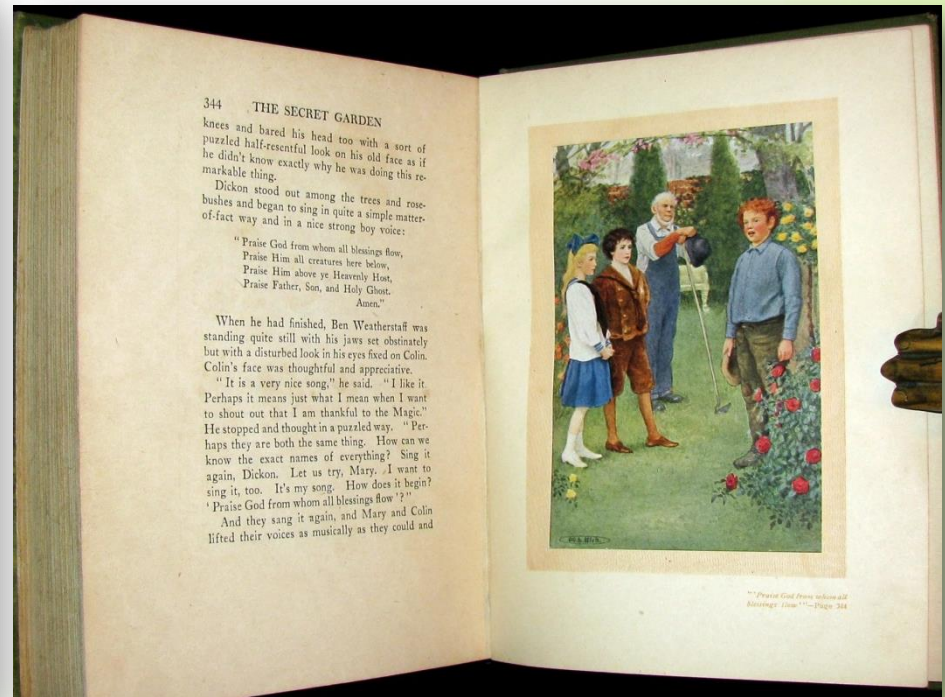 344 THE SECRET GARDEN
knees and bared his head too with a sort of
puzzled half-resentful look on his old face as if
he didn't know exactly why he was doing this re-
markable thing.
Dickon stood out among the trees and rose-
bushes and began to sing in quite a simple matter-
of-fact way and in a nice strong boy voice:
"Praise God from whom all blessings flow,
Praise Him all creatures here below,
Praise Him above ye Heavenly Host,
Praise Father, Son, and Holy Ghost.
Amen."
When he had finished, Ben Weatherstaff was
standing quite still with his jaws set obstinately
but with a disturbed look in his eyes fixed on Colin.
Colin's face was thoughtful and appreciative.
"It is a very nice song," he said. "I like it.
Perhaps it means just what I mean when I want
to shout out that I am thankful to the Magic."
He stopped and thought in a puzzled way. "Per-
haps they are both the same thing. How can we
know the exact names of everything? Sing it
again, Dickon. Let us try, Mary. I want to
sing it, too. It's my song. How does it begin?
'Praise God from whom all blessings flow'?"
And they sang it again, and Mary and Colin
lifted their voices as musically as they could and
"'Praise God from whom all
blessings flow'"—Page 344